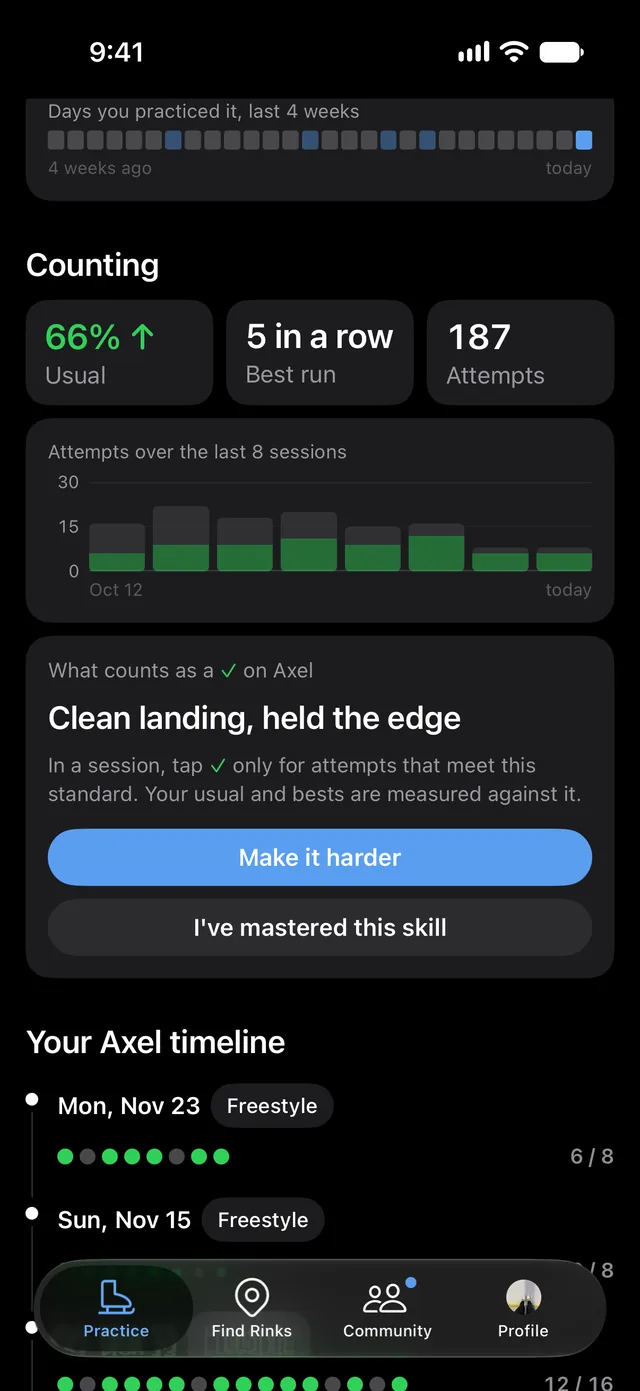 9:41
Days you practiced it, last 4 weeks
4 weeks ago
today
Counting
66% ↑
Usual
5 in a row
Best run
187
Attempts
Attempts over the last 8 sessions
30
15
0
Oct 12
today
What counts as a ✓ on Axel
Clean landing, held the edge
In a session, tap ✓ only for attempts that meet this
standard. Your usual and bests are measured against it.
Make it harder
I've mastered this skill
Your Axel timeline
Mon, Nov 23
Freestyle
6 / 8
Sun, Nov 15
Freestyle
/ 8
Practice
Find Rinks
Community
Profile
12 / 16